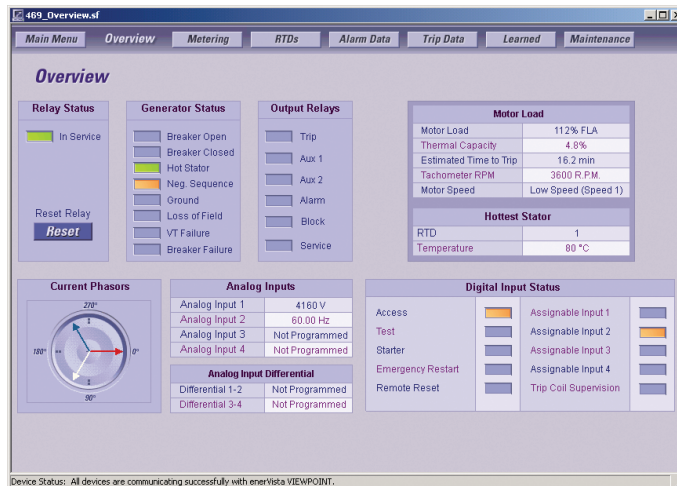 469_Overview.sf
Main Menu Overview Metering RTDs Alarm Data Trip Data Learned Maintenance
Overview
Relay Status
In Service
Reset Relay
Reset
Generator Status
Breaker Open
Breaker Closed
Hot Stator
Neg. Sequence
Ground
Loss of Field
VT Failure
Breaker Failure
Output Relays
Trip
Aux 1
Aux 2
Alarm
Block
Service
Motor Load
Motor Load 112% FLA
Thermal Capacity 4.8%
Estimated Time to Trip 16.2 min
Tachometer RPM 3600 R.P.M.
Motor Speed Low Speed (Speed 1)
Hottest Stator
RTD 1
Temperature 80 °C
Current Phasors
270°
180° 0°
90°
Analog Inputs
Analog Input 1 4160 V
Analog Input 2 60.00 Hz
Analog Input 3 Not Programmed
Analog Input 4 Not Programmed
Analog Input Differential
Differential 1-2 Not Programmed
Differential 3-4 Not Programmed
Digital Input Status
Access Assignable Input 1
Test Assignable Input 2
Starter Assignable Input 3
Emergency Restart Assignable Input 4
Remote Reset Trip Coil Supervision
Device Status: All devices are communicating successfully with enerVista VIEWPOINT.